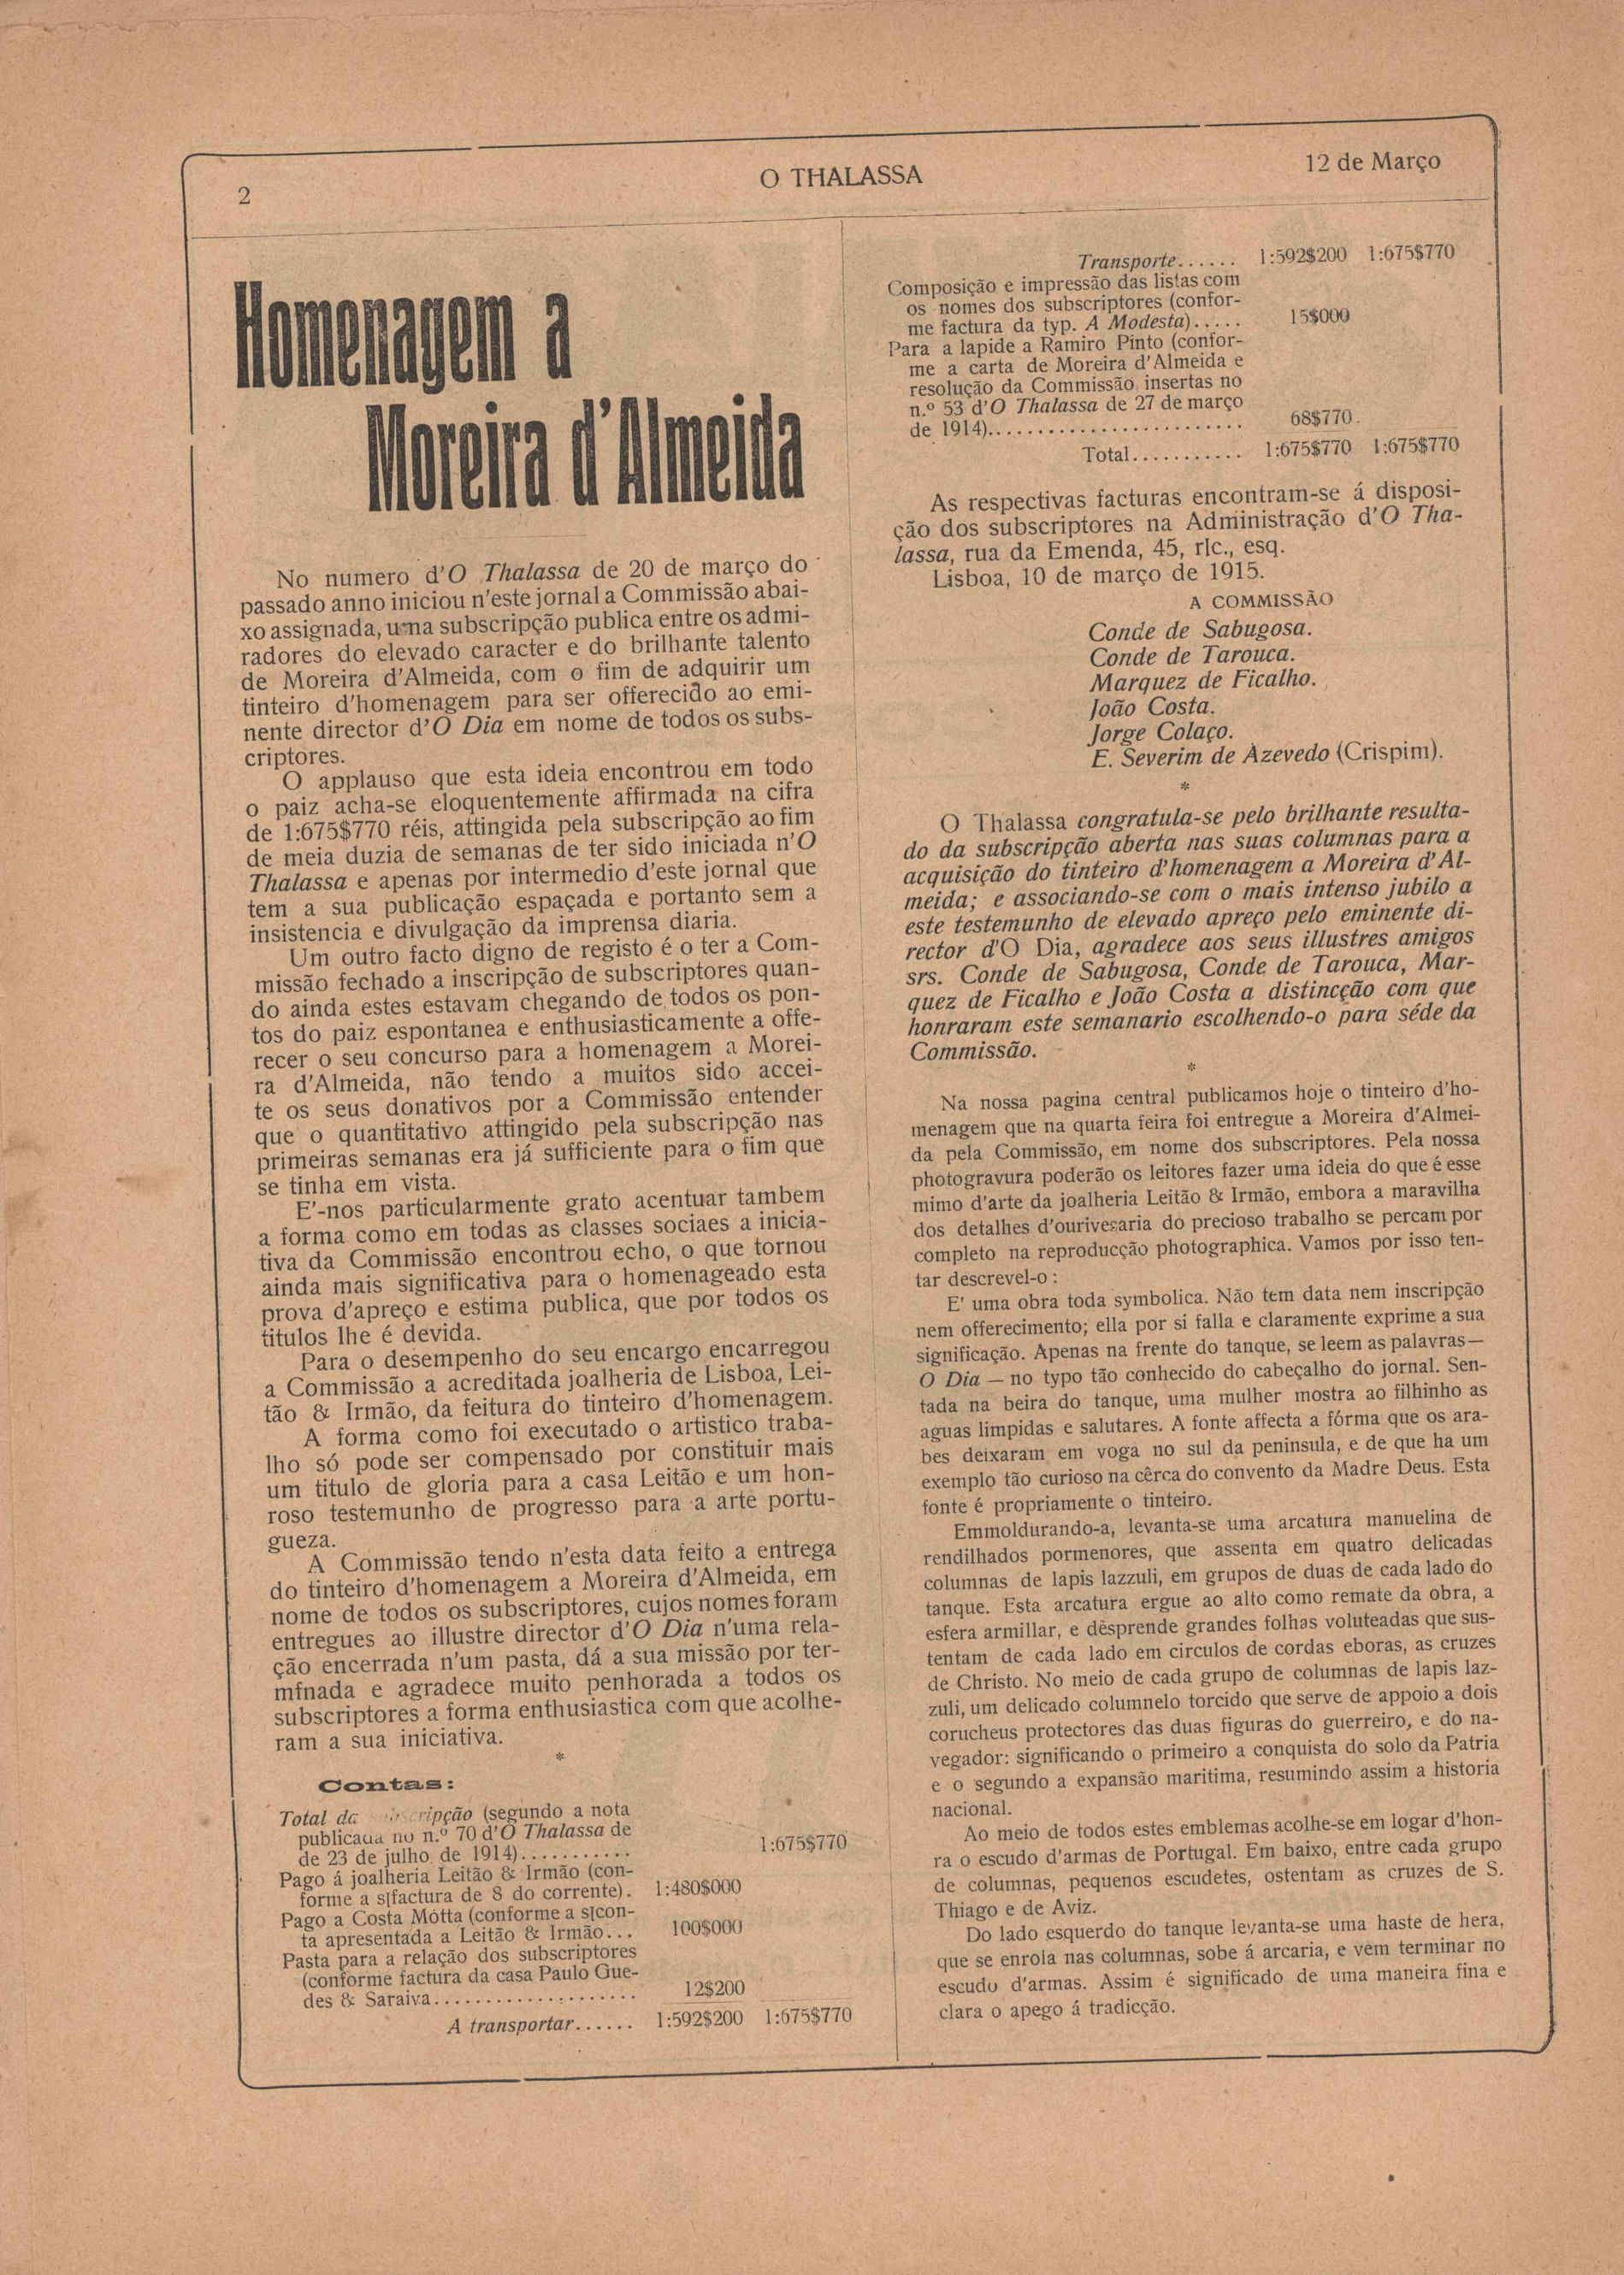 2
O THALASSA
12 de Março
Homenagem a
Moreira d'Almeida
No numero d'O Thalassa de 20 de março do
passado anno iniciou n'este jornal a Commissão abai-
xo assignada, uma subscripção publica entre os admi-
radores do elevado caracter e do brilhante talento
de Moreira d'Almeida, com o fim de adquirir um
tinteiro d'homenagem para ser offerecido ao emi-
nente director d'O Dia em nome de todos os subs-
criptores.
O applauso que esta ideia encontrou em todo
o paiz acha-se eloquentemente affirmada na cifra
de 1:675$770 réis, attingida pela subscripção ao fim
de meia duzia de semanas de ter sido iniciada n'O
Thalassa e apenas por intermedio d'este jornal que
tem a sua publicação espaçada e portanto sem a
insistencia e divulgação da imprensa diaria.
Um outro facto digno de registo é o ter a Com-
missão fechado a inscripção de subscriptores quan-
do ainda estes estavam chegando de todos os pon-
tos do paiz espontanea e enthusiasticamente a offe-
recer o seu concurso para a homenagem a Morei-
ra d'Almeida, não tendo a muitos sido accei-
te os seus donativos por a Commissão entender
que o quantitativo attingido pela subscripção nas
primeiras semanas era já sufficiente para o fim que
se tinha em vista.
E'-nos particularmente grato acentuar tambem
a forma como em todas as classes sociaes a inicia-
tiva da Commissão encontrou echo, o que tornou
ainda mais significativa para o homenageado esta
prova d'apreço e estima publica, que por todos os
titulos lhe é devida.
Para o desempenho do seu encargo encarregou
a Commissão a acreditada joalheria de Lisboa, Lei-
tão & Irmão, da feitura do tinteiro d'homenagem.
A forma como foi executado o artistico traba-
lho só pode ser compensado por constituir mais
um titulo de gloria para a casa Leitão e um hon-
roso testemunho de progresso para a arte portu-
gueza.
A Commissão tendo n'esta data feito a entrega
do tinteiro d'homenagem a Moreira d'Almeida, em
nome de todos os subscriptores, cujos nomes foram
entregues ao illustre director d'O Dia n'uma rela-
ção encerrada n'um pasta, dá a sua missão por ter-
mfnada e agradece muito penhorada a todos os
subscriptores a forma enthusiastica com que acolhe-
ram a sua iniciativa.
*
Contas:
Total da subscripção (segundo a nota
publicada no n.º 70 d'O Thalassa de
de 23 de julho de 1914)........... 1:675$770
Pago á joalheria Leitão & Irmão (con-
forme a s[factura de 8 do corrente). 1:480$000
Pago a Costa Motta (conforme a s[con-
ta apresentada a Leitão & Irmão... 100$000
Pasta para a relação dos subscriptores
(conforme factura da casa Paulo Gue-
des & Saraiva.................... 12$200
A transportar...... 1:592$200 1:675$770
Transporte...... 1:592$200 1:675$770
Composição e impressão das listas com
os nomes dos subscriptores (confor-
me factura da typ. A Modesta)..... 15$000
Para a lapide a Ramiro Pinto (confor-
me a carta de Moreira d'Almeida e
resolução da Commissão insertas no
n.º 53 d'O Thalassa de 27 de março
de 1914)......................... 68$770
Total........... 1:675$770 1:675$770
As respectivas facturas encontram-se á disposi-
ção dos subscriptores na Administração d'O Tha-
lassa, rua da Emenda, 45, r[c., esq.
Lisboa, 10 de março de 1915.
A COMMISSÃO
Conde de Sabugosa.
Conde de Tarouca.
Marquez de Ficalho.
João Costa.
Jorge Colaço.
E. Severim de Azevedo (Crispim).
*
O Thalassa congratula-se pelo brilhante resulta-
do da subscripção aberta nas suas columnas para a
acquisição do tinteiro d'homenagem a Moreira d'Al-
meida; e associando-se com o mais intenso jubilo a
este testemunho de elevado apreço pelo eminente di-
rector d'O Dia, agradece aos seus illustres amigos
srs. Conde de Sabugosa, Conde de Tarouca, Mar-
quez de Ficalho e João Costa a distincção com que
honraram este semanario escolhendo-o para séde da
Commissão.
*
Na nossa pagina central publicamos hoje o tinteiro d'ho-
menagem que na quarta feira foi entregue a Moreira d'Almei-
da pela Commissão, em nome dos subscriptores. Pela nossa
photogravura poderão os leitores fazer uma ideia do que é esse
mimo d'arte da joalheria Leitão & Irmão, embora a maravilha
dos detalhes d'ourivesaria do precioso trabalho se percam por
completo na reproducção photographica. Vamos por isso ten-
tar descrevel-o:
E' uma obra toda symbolica. Não tem data nem inscripção
nem offerecimento; ella por si falla e claramente exprime a sua
significação. Apenas na frente do tanque, se leem as palavras—
O Dia — no typo tão conhecido do cabeçalho do jornal. Sen-
tada na beira do tanque, uma mulher mostra ao filhinho as
aguas limpidas e salutares. A fonte affecta a fórma que os ara-
bes deixaram em voga no sul da peninsula, e de que ha um
exemplo tão curioso na cêrca do convento da Madre Deus. Esta
fonte é propriamente o tinteiro.
Emmoldurando-a, levanta-se uma arcatura manuelina de
rendilhados pormenores, que assenta em quatro delicadas
columnas de lapis lazzuli, em grupos de duas de cada lado do
tanque. Esta arcatura ergue ao alto como remate da obra, a
esfera armillar, e desprende grandes folhas voluteadas que sus-
tentam de cada lado em circulos de cordas eboras, as cruzes
de Christo. No meio de cada grupo de columnas de lapis laz-
zuli, um delicado columnelo torcido que serve de appoio a dois
corucheus protectores das duas figuras do guerreiro, e do na-
vegador: significando o primeiro a conquista do solo da Patria
e o segundo a expansão maritima, resumindo assim a historia
nacional.
Ao meio de todos estes emblemas acolhe-se em logar d'hon-
ra o escudo d'armas de Portugal. Em baixo, entre cada grupo
de columnas, pequenos escudetes, ostentam as cruzes de S.
Thiago e de Aviz.
Do lado esquerdo do tanque levanta-se uma haste de hera,
que se enrola nas columnas, sobe á arcaria, e vem terminar no
escudo d'armas. Assim é significado de uma maneira fina e
clara o apego á tradicção.